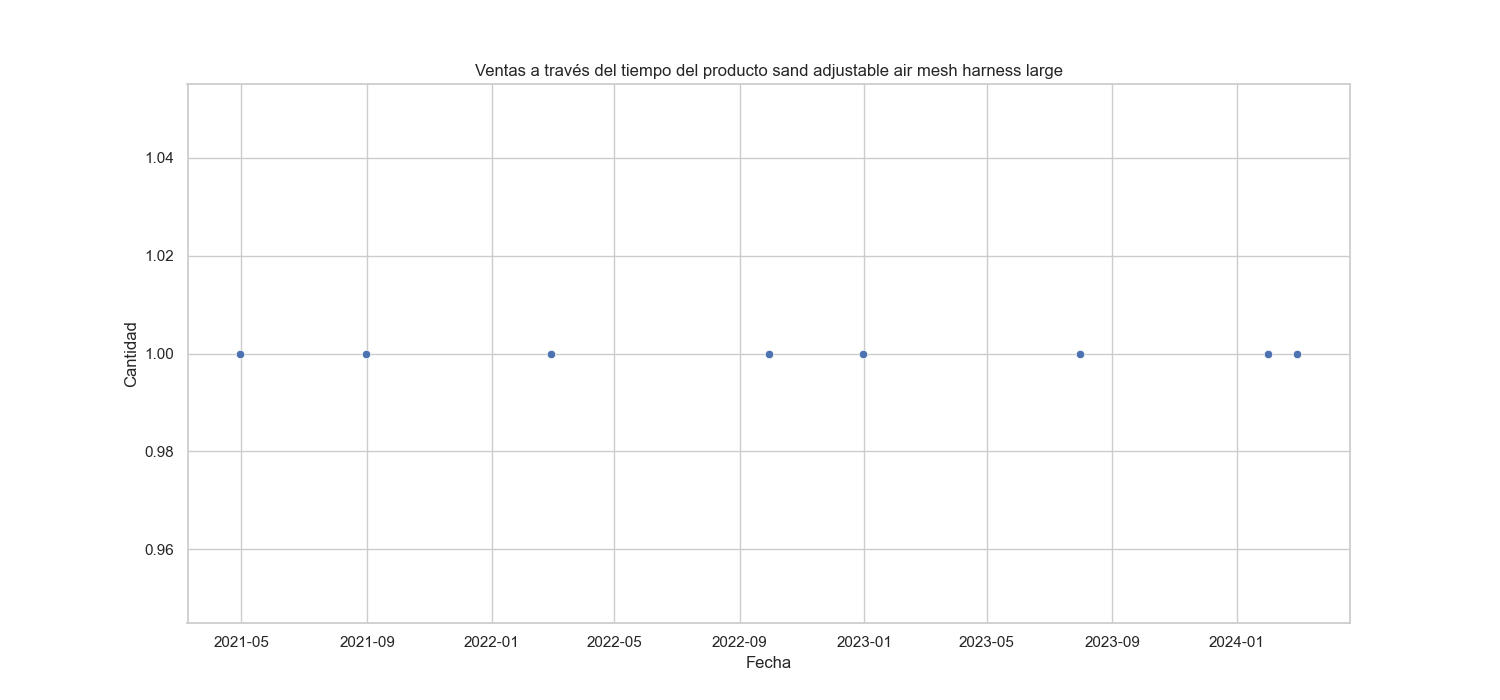 Ventas a través del tiempo del producto sand adjustable air mesh harness large
1.04
1.02
1.00
0.98
0.96
Cantidad
2021-05 2021-09 2022-01 2022-05 2022-09 2023-01 2023-05 2023-09 2024-01
Fecha